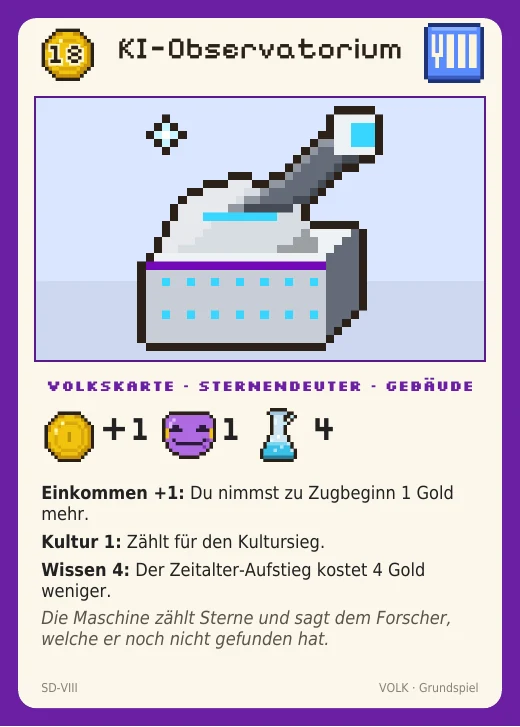 18 KI-Observatorium VIII
VOLKSKARTE · STERNENDEUTER · GEBÄUDE
+1 1 4
Einkommen +1: Du nimmst zu Zugbeginn 1 Gold
mehr.
Kultur 1: Zählt für den Kultursieg.
Wissen 4: Der Zeitalter-Aufstieg kostet 4 Gold
weniger.
Die Maschine zählt Sterne und sagt dem Forscher,
welche er noch nicht gefunden hat.
SD-VIII VOLK · Grundspiel